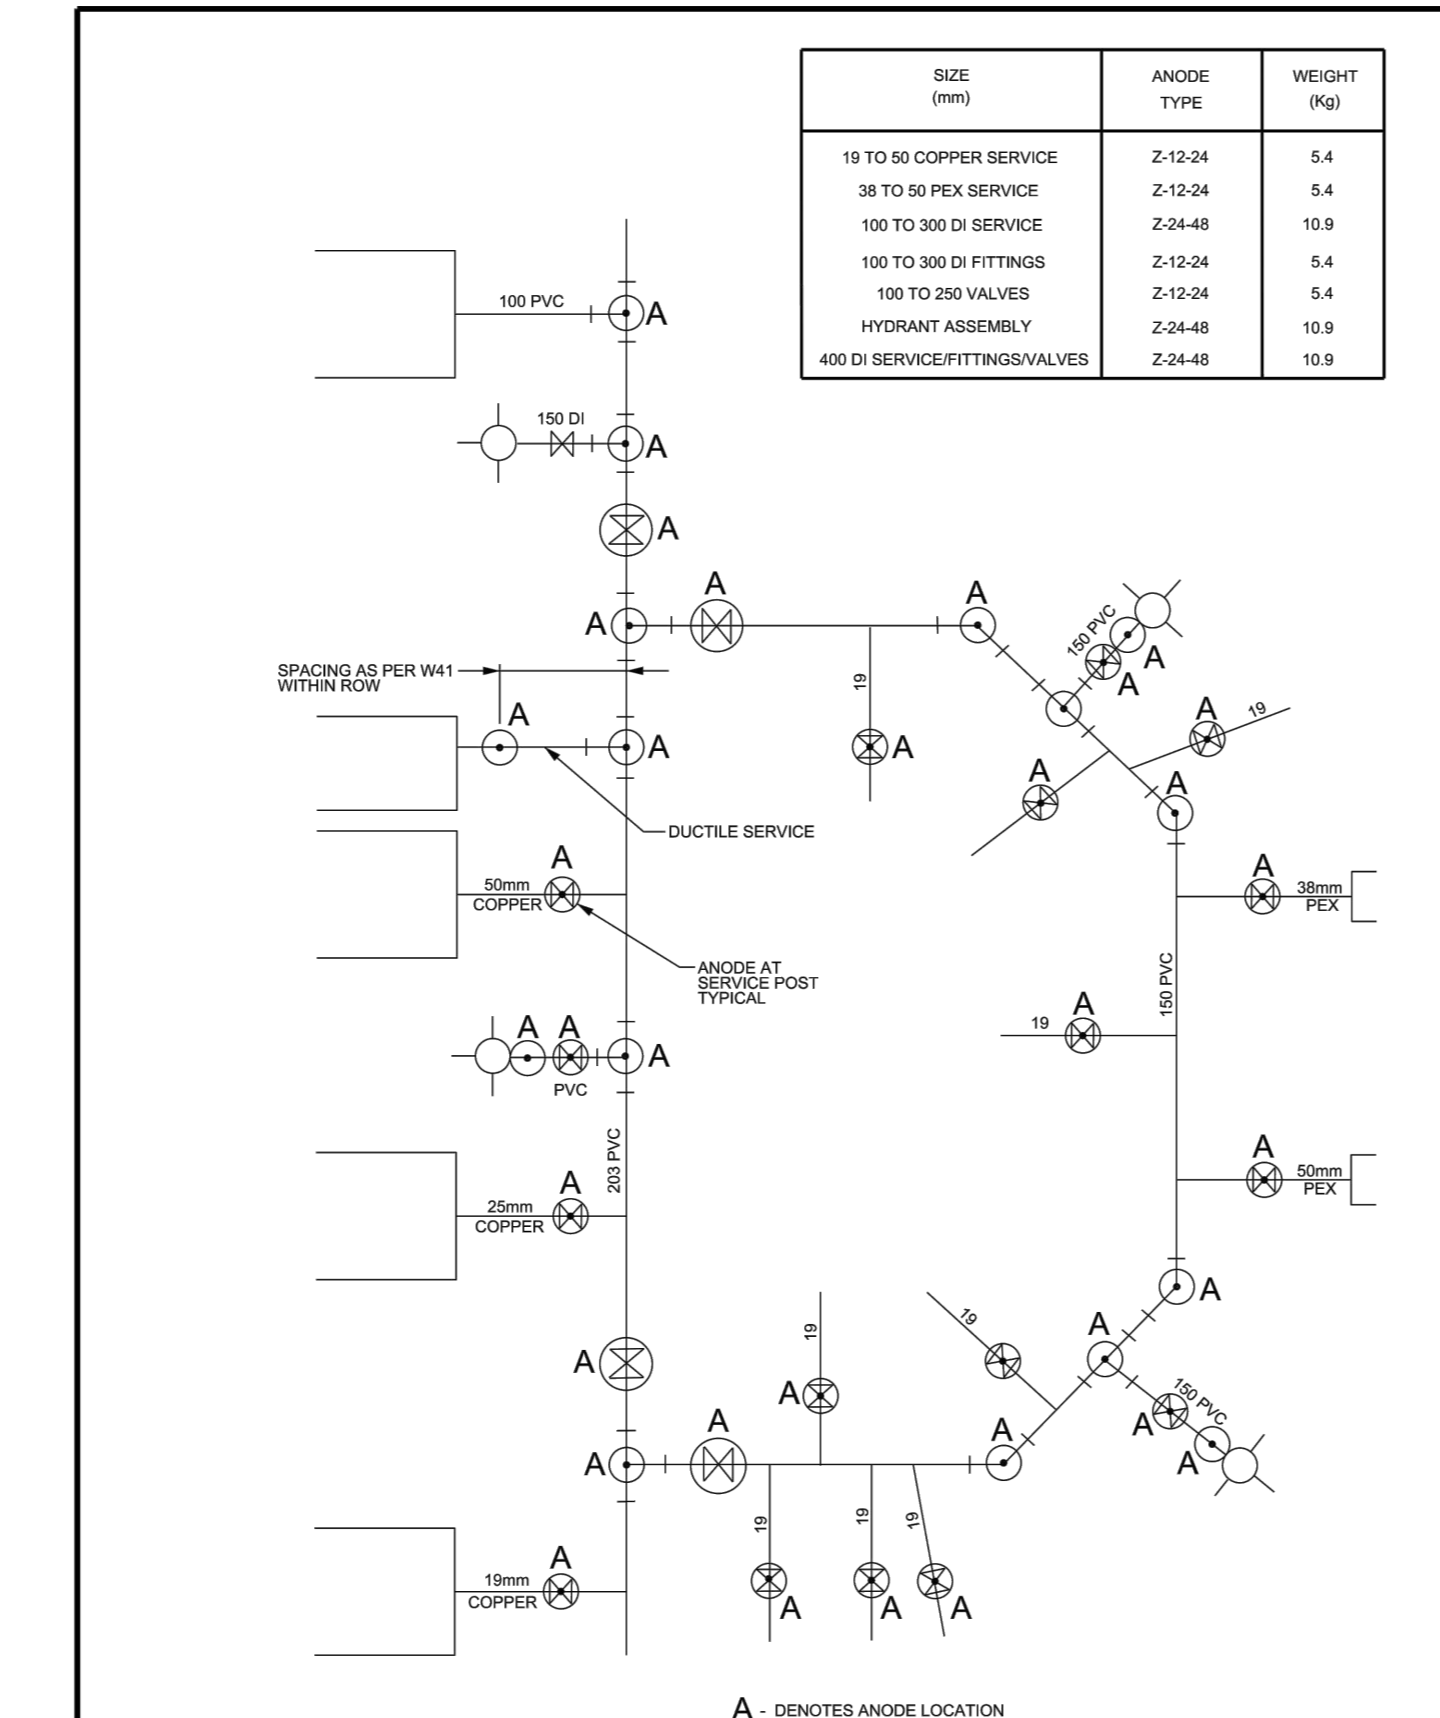 SIZE
(mm)
ANODE
TYPE
WEIGHT
(Kg)
19 TO 50 COPPER SERVICE Z-12-24 5.4
38 TO 50 PEX SERVICE Z-12-24 5.4
100 TO 300 DI SERVICE Z-24-48 10.9
100 TO 300 DI FITTINGS Z-12-24 5.4
100 TO 250 VALVES Z-12-24 5.4
HYDRANT ASSEMBLY Z-24-48 10.9
400 DI SERVICE/FITTINGS/VALVES Z-24-48 10.9
100 PVC
A
150 DI
A
A
A
A
A
150 PVC
A
A
SPACING AS PER W41
WITHIN ROW
A
A
19
A
A
19
A
A
DUCTILE SERVICE
A
50mm
COPPER
A
38mm
PEX
ANODE AT
SERVICE POST
TYPICAL
150 PVC
19
A
A
A
A
PVC
203 PVC
A
50mm
PEX
A
25mm
COPPER
A
19
19
A
A
A
A
150 PVC
A
A
A
A
A
19
19
19
A
19mm
COPPER
A
A
A
A - DENOTES ANODE LOCATION